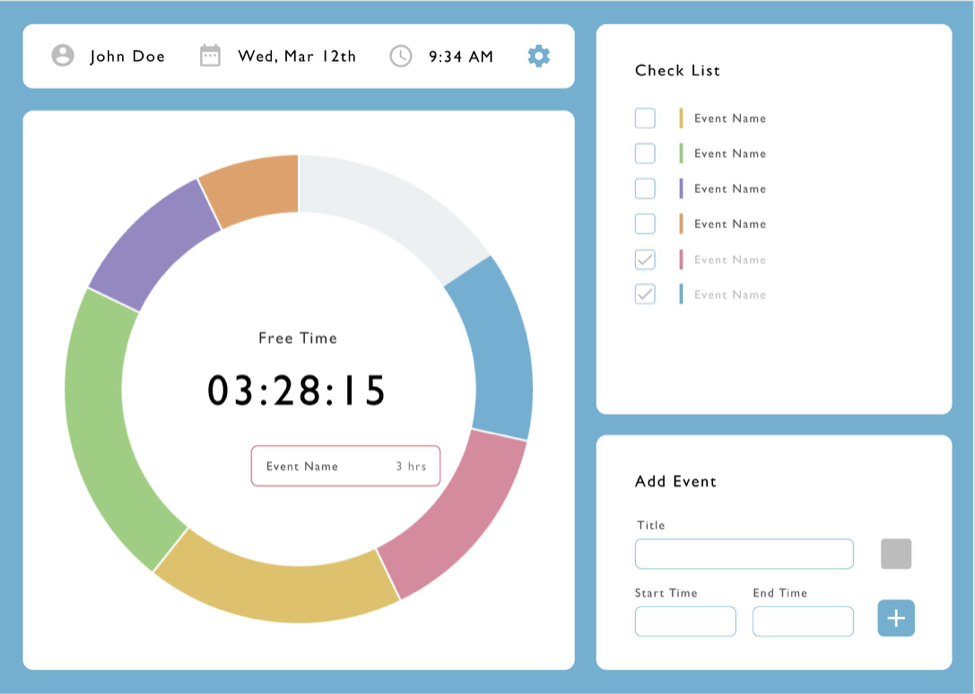 John Doe
Wed, Mar 12th
9:34 AM
Free Time
03:28:15
Event Name 3 hrs
Check List
Event Name
Event Name
Event Name
Event Name
Event Name
Event Name
Add Event
Title
Start Time End Time